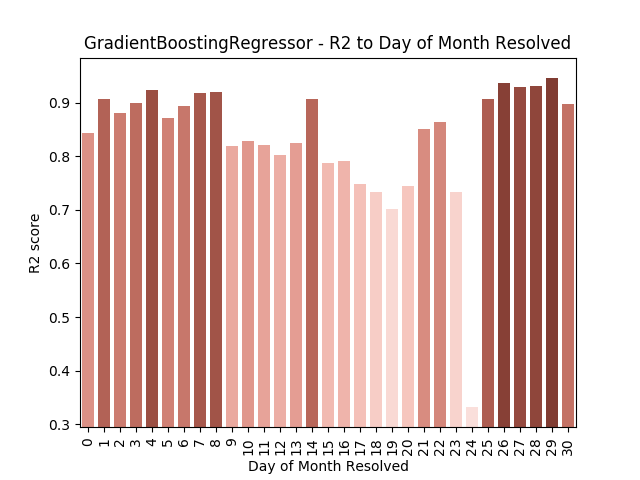 GradientBoostingRegressor - R2 to Day of Month Resolved
0.9
0.8
0.7
0.6
0.5
0.4
0.3
R2 score
0 1 2 3 4 5 6 7 8 9 10 11 12 13 14 15 16 17 18 19 20 21 22 23 24 25 26 27 28 29 30
Day of Month Resolved